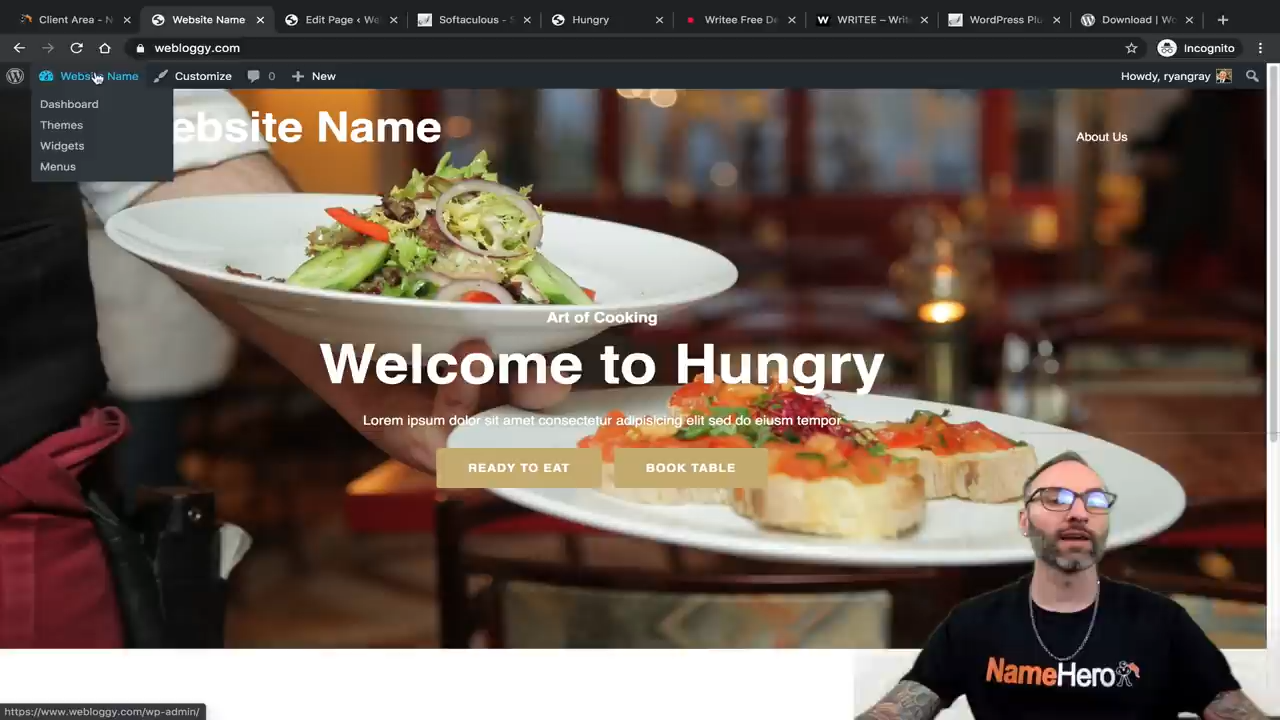 Client Area - N
Website Name
Edit Page ‹ We
Softaculous - S
Hungry
Writee Free De
WRITEE – Writ
WordPress Plu
Download | Wo
webloggy.com
Incognito
Website Name
Customize
0
New
Howdy, ryangray
Dashboard
Themes
Widgets
Menus
ebsite Name
About Us
Art of Cooking
Welcome to Hungry
Lorem ipsum dolor sit amet consectetur adipisicing elit sed do eiusm tempor
READY TO EAT
BOOK TABLE
NameHero
https://www.webloggy.com/wp-admin/